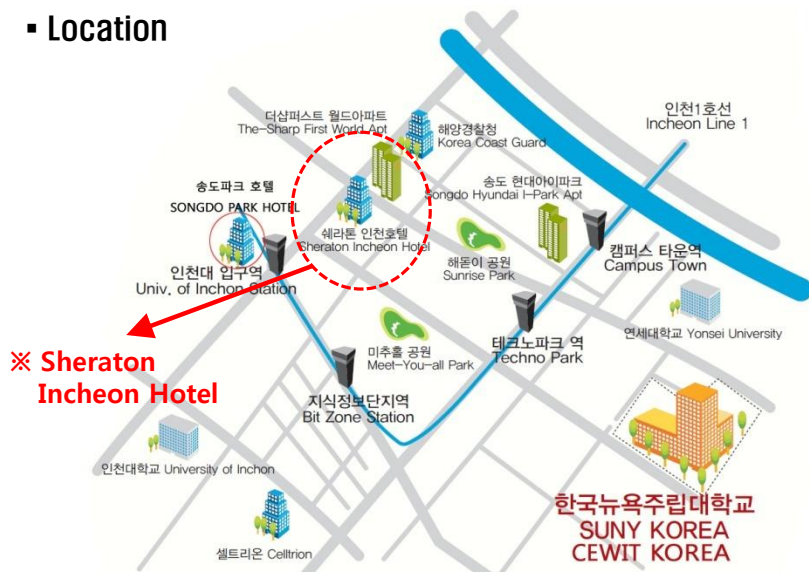 ▪ Location
인천1호선
Incheon Line 1
더샵퍼스트 월드아파트
The-Sharp First World Apt
해양경찰청
Korea Coast Guard
송도파크 호텔
SONGDO PARK HOTEL
송도 현대아이파크
Songdo Hyundai I-Park Apt
쉐라톤 인천호텔
Sheraton Incheon Hotel
해돋이 공원
Sunrise Park
캠퍼스 타운역
Campus Town
인천대 입구역
Univ. of Inchon Station
연세대학교 Yonsei University
테크노파크 역
Techno Park
미추홀 공원
Meet-You-all Park
※ Sheraton
Incheon Hotel
지식정보단지역
Bit Zone Station
인천대학교 University of Inchon
한국뉴욕주립대학교
SUNY KOREA
CEWIT KOREA
셀트리온 Celltrion